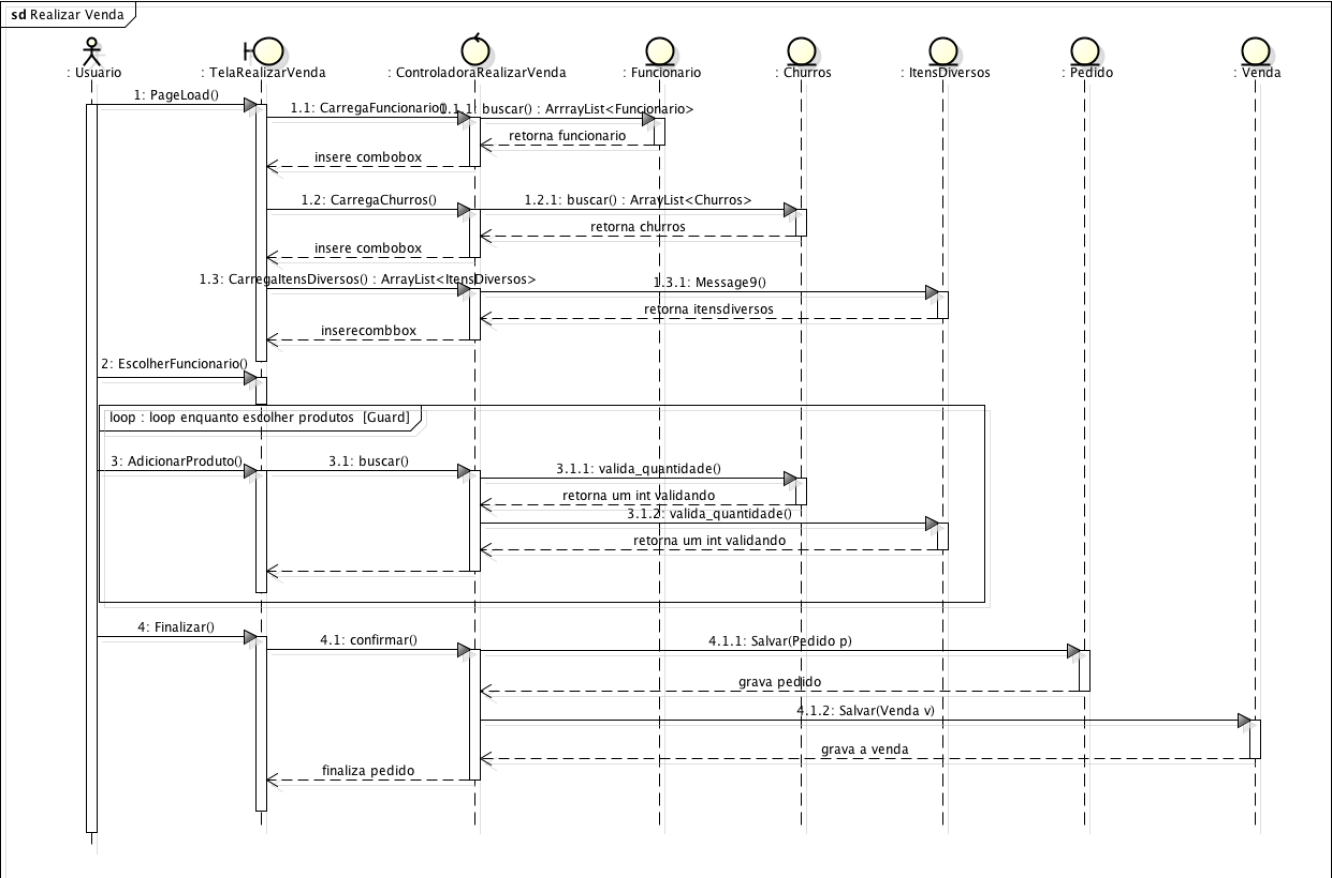 sd Realizar Venda
: Usuario
: TelaRealizarVenda
: ControladoraRealizarVenda
: Funcionario
: Churros
: ItensDiversos
: Pedido
: Venda
1: PageLoad()
1.1: CarregaFuncionario()
1.1.1: buscar() : ArrrayList<Funcionario>
retorna funcionario
insere combobox
1.2: CarregaChurros()
1.2.1: buscar() : ArrayList<Churros>
retorna churros
insere combobox
1.3: CarregaItensDiversos() : ArrayList<ItensDiversos>
1.3.1: Message9()
retorna itensdiversos
inserecombbox
2: EscolherFuncionario()
loop : loop enquanto escolher produtos [Guard]
3: AdicionarProduto()
3.1: buscar()
3.1.1: valida_quantidade()
retorna um int validando
3.1.2: valida_quantidade()
retorna um int validando
4: Finalizar()
4.1: confirmar()
4.1.1: Salvar(Pedido p)
grava pedido
4.1.2: Salvar(Venda v)
grava a venda
finaliza pedido